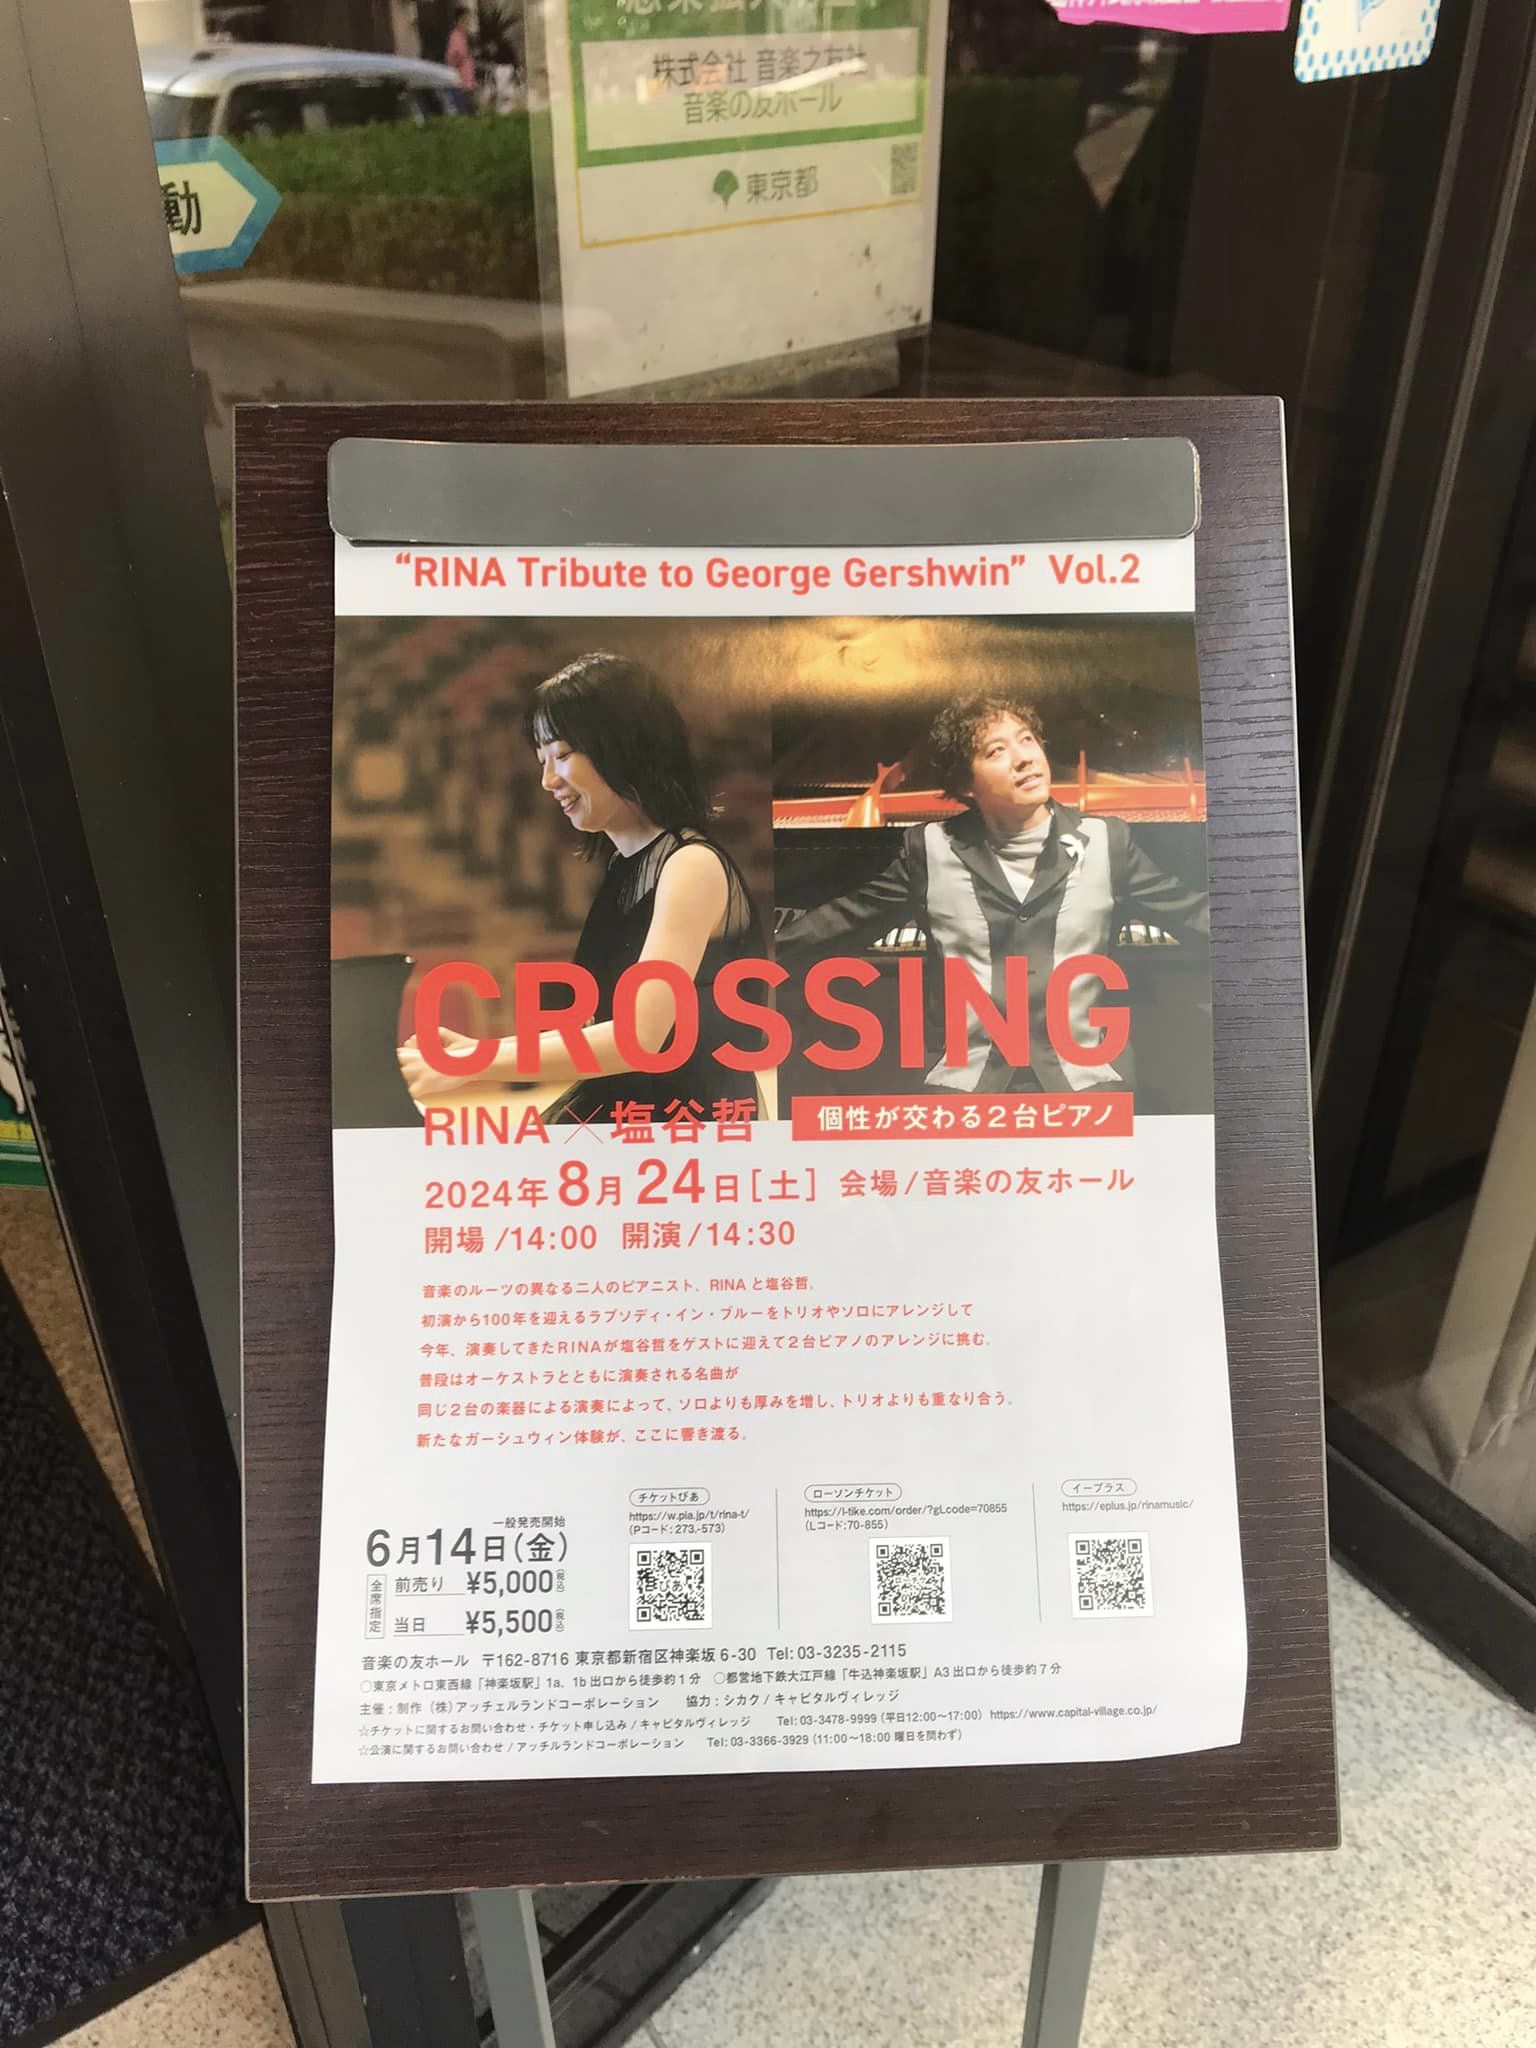 株式会社 音楽之友社
音楽の友ホール
東京都
動
“RINA Tribute to George Gershwin” Vol.2
CROSSING
RINA×塩谷哲
個性が交わる2台ピアノ
2024年8月24日[土] 会場/音楽の友ホール
開場/14:00 開演/14:30
音楽のルーツの異なる二人のピアニスト、RINAと塩谷哲。
初演から100年を迎えるラプソディ・イン・ブルーをトリオやソロにアレンジして
今年、演奏してきたRINAが塩谷哲をゲストに迎えて2台ピアノのアレンジに挑む。
普段はオーケストラとともに演奏される名曲が
同じ2台の楽器による演奏によって、ソロよりも厚みを増し、トリオよりも重なり合う。
新たなガーシュウィン体験が、ここに響き渡る。
一般発売開始
6月14日(金)
全席指定
前売り ¥5,000(税込)
当日 ¥5,500(税込)
チケットぴあ
https://w.pia.jp/t/rina-t/
(Pコード: 273,-573)
ローソンチケット
https://l-tike.com/order/?gLcode=70855
(Lコード:70-855)
イープラス
https://eplus.jp/rinamusic/
音楽の友ホール 〒162-8716 東京都新宿区神楽坂6-30 Tel: 03-3235-2115
○東京メトロ東西線「神楽坂駅」1a、1b出口から徒歩約1分 ○都営地下鉄大江戸線「牛込神楽坂駅」A3出口から徒歩約7分
主催:制作 (株)アッチェルランドコーポレーション 協力:シカク/キャピタルヴィレッジ
☆チケットに関するお問い合わせ・チケット申し込み/キャピタルヴィレッジ Tel:03-3478-9999(平日12:00〜17:00) https://www.capital-village.co.jp/
☆公演に関するお問い合わせ/アッチルランドコーポレーション Tel:03-3366-3929(11:00〜18:00 曜日を問わず)